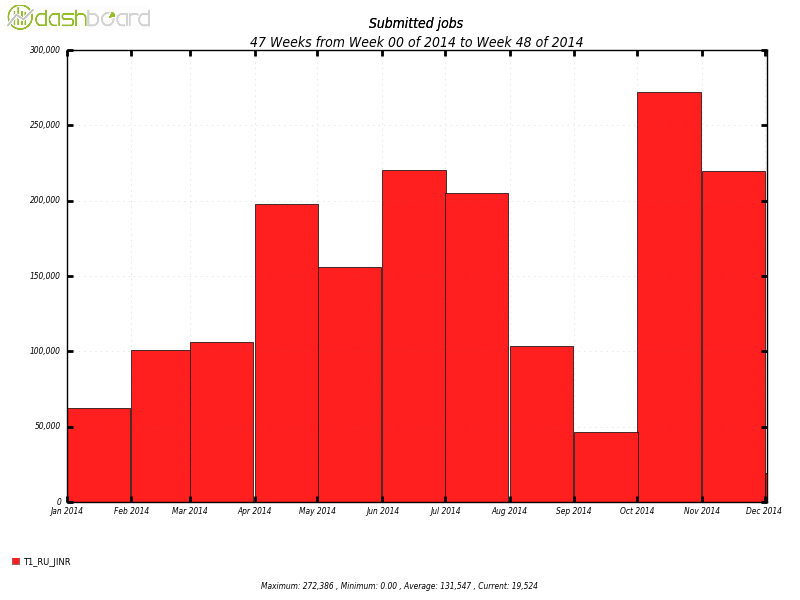 dashboard
Submitted jobs
47 Weeks from Week 00 of 2014 to Week 48 of 2014
300,000
250,000
200,000
150,000
100,000
50,000
0
Jan 2014 Feb 2014 Mar 2014 Apr 2014 May 2014 Jun 2014 Jul 2014 Aug 2014 Sep 2014 Oct 2014 Nov 2014 Dec 2014
T1_RU_JINR
Maximum: 272,386 , Minimum: 0.00 , Average: 131,547 , Current: 19,524